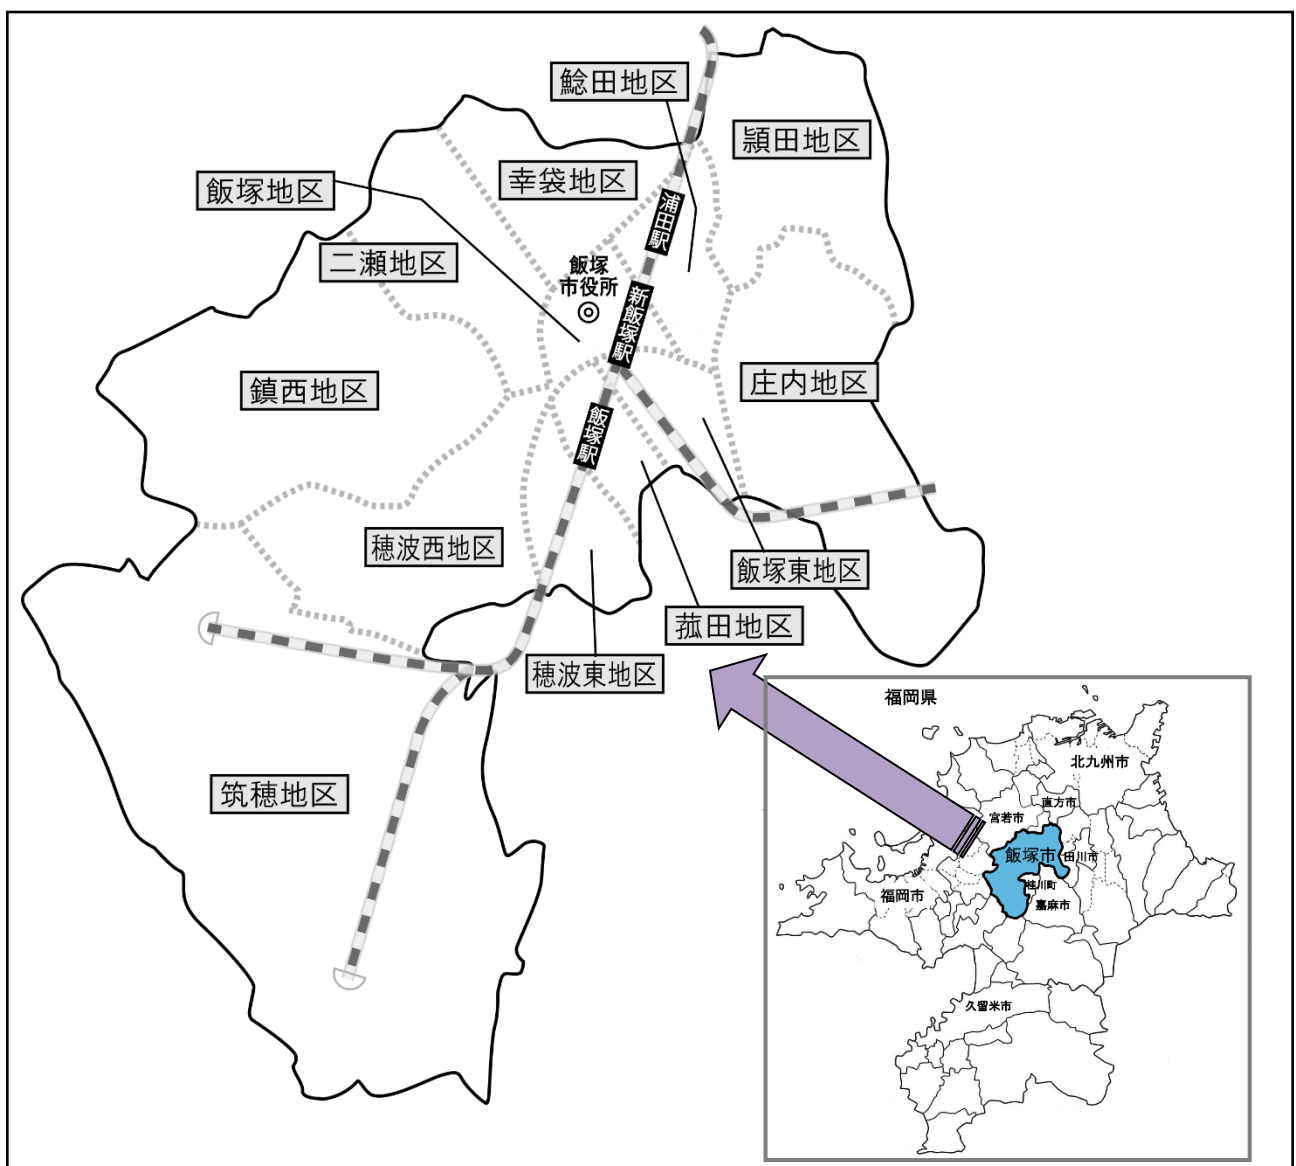 鯰田地区
頴田地区
幸袋地区
飯塚地区
浦田駅
二瀬地区
飯塚
市役所
新飯塚駅
鎮西地区
庄内地区
飯塚駅
穂波西地区
飯塚東地区
菰田地区
穂波東地区
筑穂地区
福岡県
北九州市
直方市
宮若市
飯塚市
田川市
桂川町
福岡市
嘉麻市
久留米市